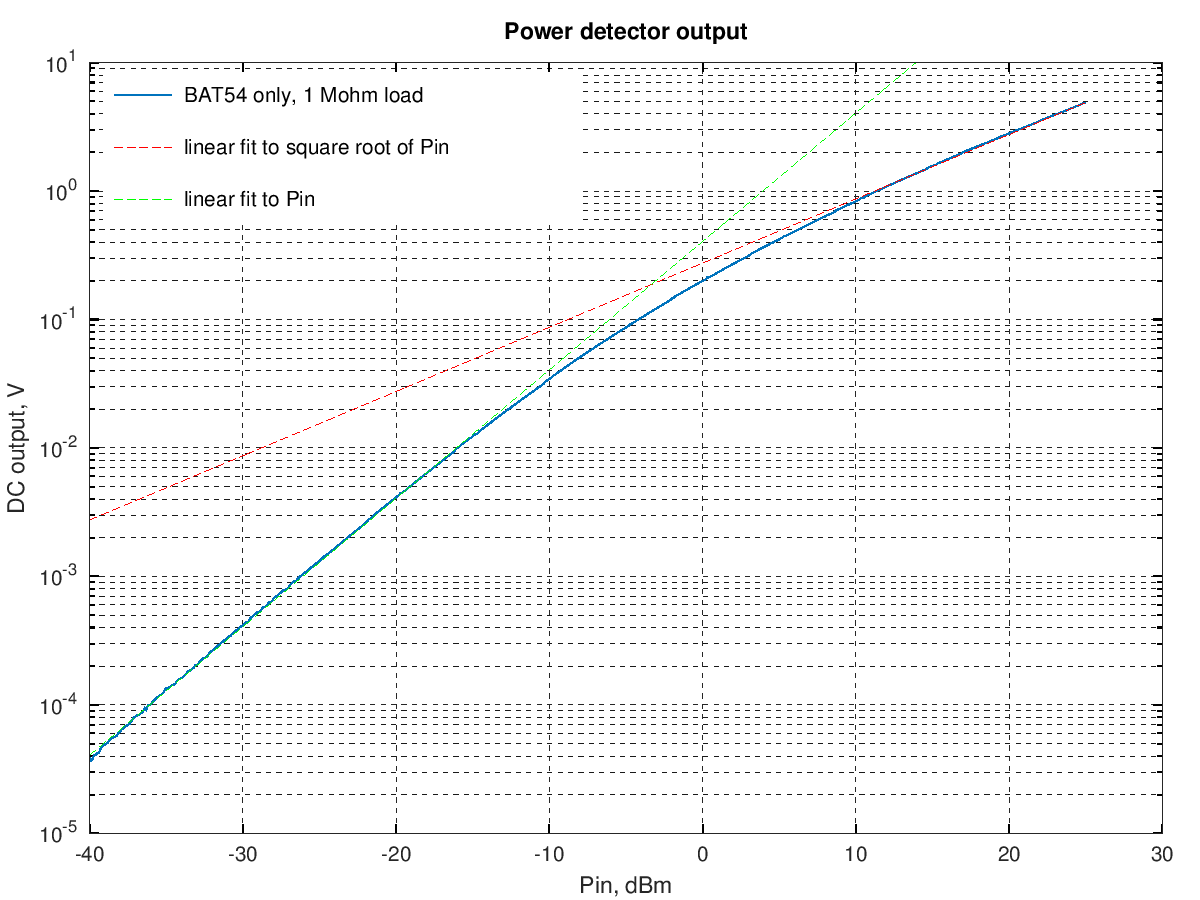 Power detector output
BAT54 only, 1 Mohm load
linear fit to square root of Pin
linear fit to Pin
DC output, V
10^1
10^0
10^-1
10^-2
10^-3
10^-4
10^-5
-40 -30 -20 -10 0 10 20 30
Pin, dBm